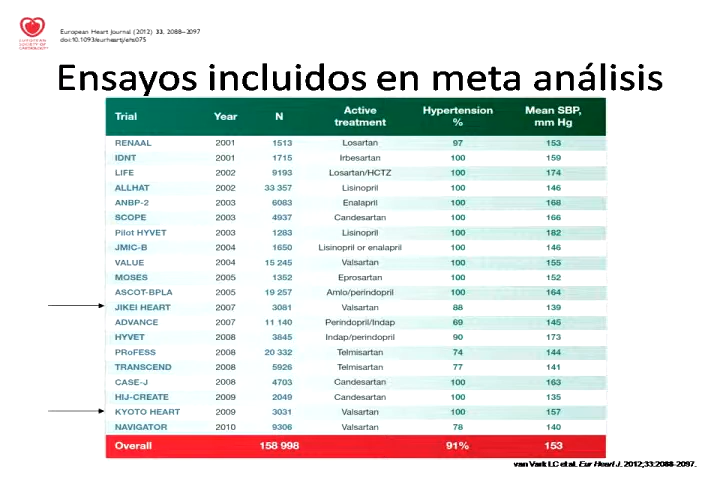 European Heart Journal (2012) 33, 2088–2097
doi:10.1093/eurheartj/ehs075
EUROPEAN
SOCIETY OF
CARDIOLOGY
Ensayos incluidos en meta análisis
Trial Year N Active treatment Hypertension % Mean SBP, mm Hg
RENAAL 2001 1513 Losartan 97 153
IDNT 2001 1715 Irbesartan 100 159
LIFE 2002 9193 Losartan/HCTZ 100 174
ALLHAT 2002 33 357 Lisinopril 100 146
ANBP-2 2003 6083 Enalapril 100 168
SCOPE 2003 4937 Candesartan 100 166
Pilot HYVET 2003 1283 Lisinopril 100 182
JMIC-B 2004 1650 Lisinopril or enalapril 100 146
VALUE 2004 15 245 Valsartan 100 155
MOSES 2005 1352 Eprosartan 100 152
ASCOT-BPLA 2005 19 257 Amlo/perindopril 100 164
JIKEI HEART 2007 3081 Valsartan 88 139
ADVANCE 2007 11 140 Perindopril/Indap 69 145
HYVET 2008 3845 Indap/perindopril 90 173
PRoFESS 2008 20 332 Telmisartan 74 144
TRANSCEND 2008 5926 Telmisartan 77 141
CASE-J 2008 4703 Candesartan 100 163
HIJ-CREATE 2009 2049 Candesartan 100 135
KYOTO HEART 2009 3031 Valsartan 100 157
NAVIGATOR 2010 9306 Valsartan 78 140
Overall 158 998 91% 153
van Vark LC et al. Eur Heart J. 2012;33:2088-2097.